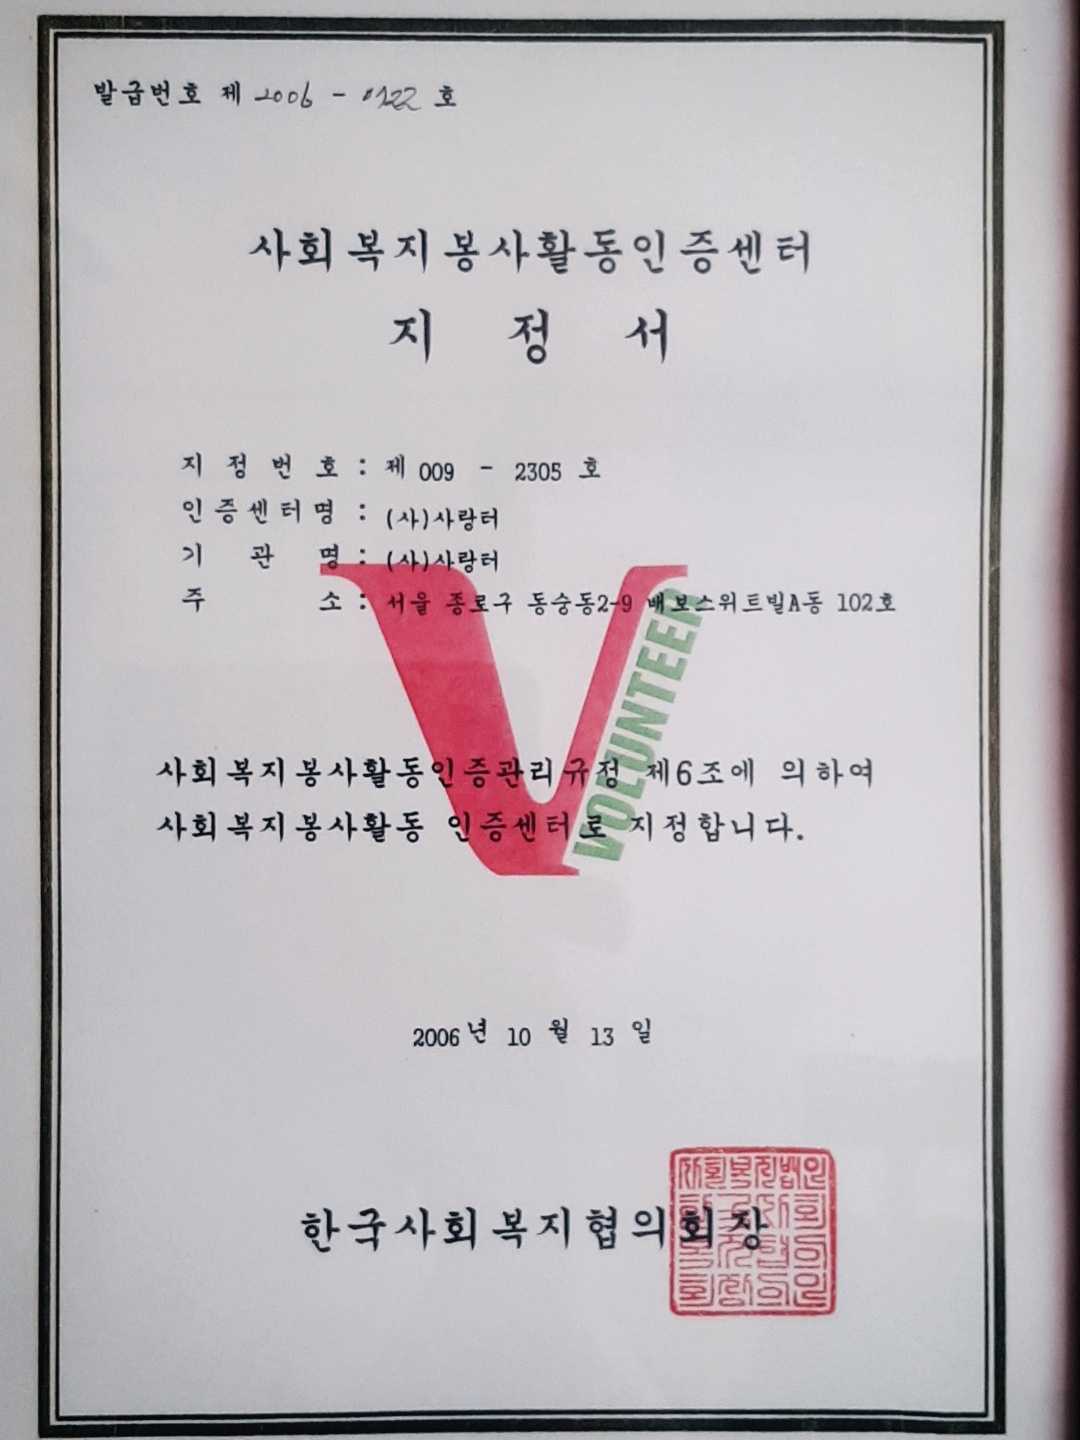 발급번호 제 2006 - 0122 호
사회복지봉사활동인증센터
지 정 서
지 정 번 호 : 제 009 - 2305 호
인증센터명 : (사)사랑터
기 관 명 : (사)사랑터
주 소 : 서울 종로구 동숭동2-9 배보스위트빌A동 102호
VOLUNTEER
사회복지봉사활동인증관리규정 제6조에 의하여
사회복지봉사활동 인증센터로 지정합니다.
2006년 10 월 13 일
한국사회복지협의회장